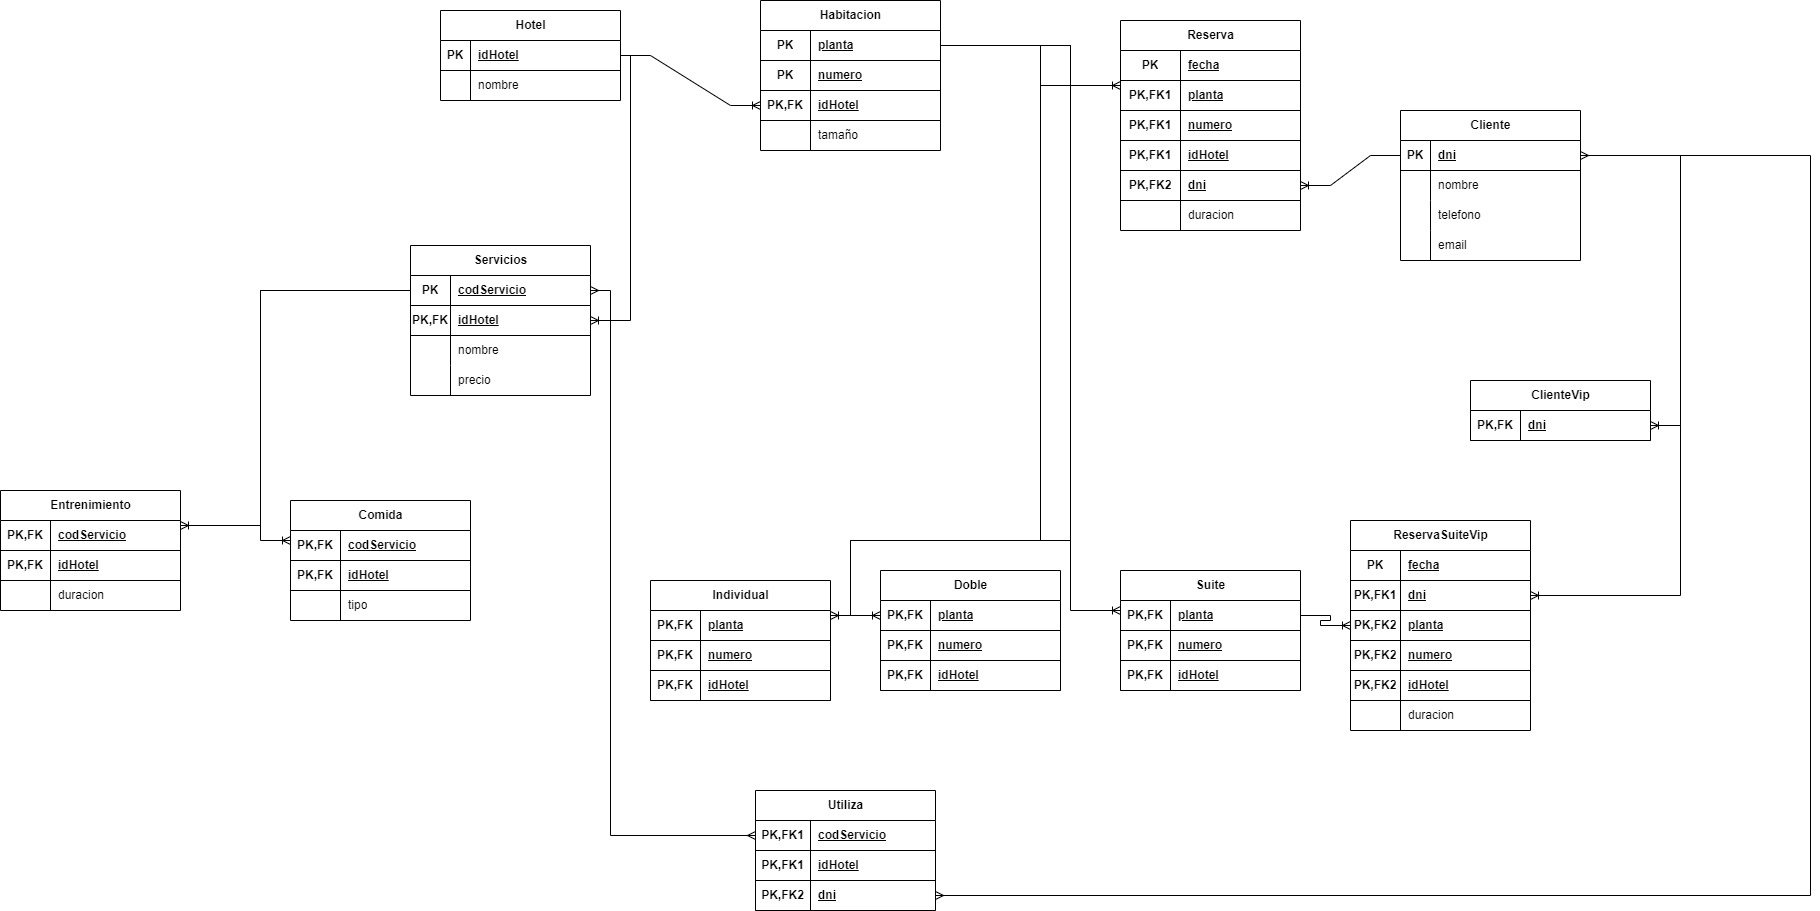 Hotel
PK idHotel
nombre
Habitacion
PK planta
PK numero
PK,FK idHotel
tamaño
Reserva
PK fecha
PK,FK1 planta
PK,FK1 numero
PK,FK1 idHotel
PK,FK2 dni
duracion
Cliente
PK dni
nombre
telefono
email
Servicios
PK codServicio
PK,FK idHotel
nombre
precio
ClienteVip
PK,FK dni
Entrenimiento
PK,FK codServicio
PK,FK idHotel
duracion
Comida
PK,FK codServicio
PK,FK idHotel
tipo
Individual
PK,FK planta
PK,FK numero
PK,FK idHotel
Doble
PK,FK planta
PK,FK numero
PK,FK idHotel
Suite
PK,FK planta
PK,FK numero
PK,FK idHotel
ReservaSuiteVip
PK fecha
PK,FK1 dni
PK,FK2 planta
PK,FK2 numero
PK,FK2 idHotel
duracion
Utiliza
PK,FK1 codServicio
PK,FK1 idHotel
PK,FK2 dni